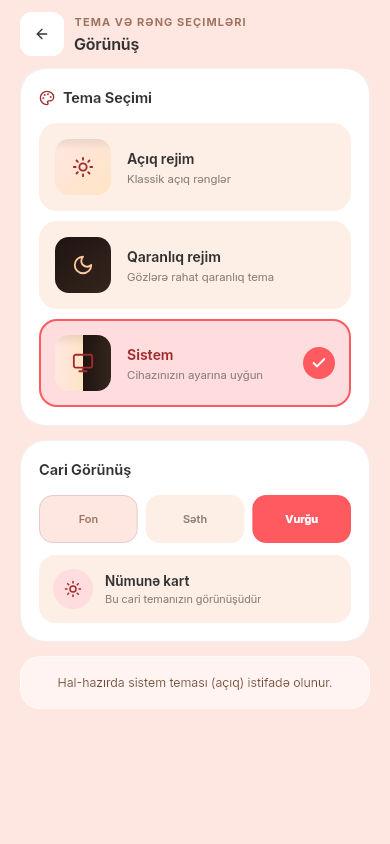 TEMA VƏ RƏNG SEÇİMLƏRİ
Görünüş
Tema Seçimi
Açıq rejim
Klassik açıq rənglər
Qaranlıq rejim
Gözlərə rahat qaranlıq tema
Sistem
Cihazınızın ayarına uyğun
Cari Görünüş
Fon
Səth
Vurğu
Nümunə kart
Bu cari temanızın görünüşüdür
Hal-hazırda sistem teması (açıq) istifadə olunur.